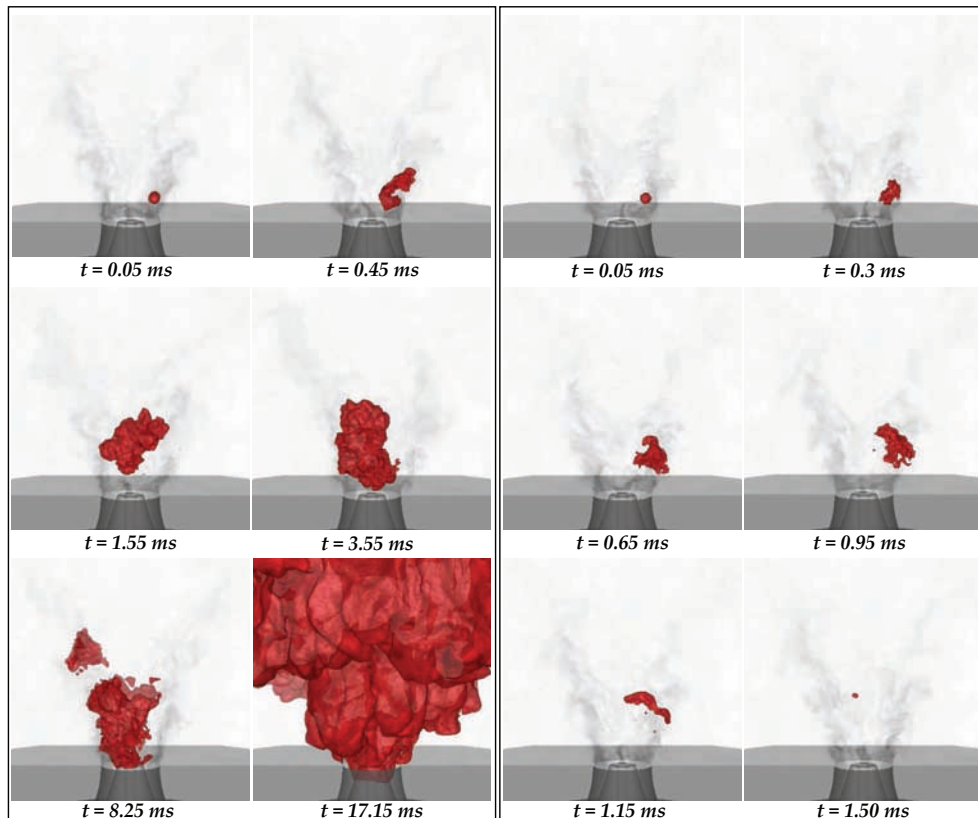 t = 0.05 ms
t = 0.45 ms
t = 1.55 ms
t = 3.55 ms
t = 8.25 ms
t = 17.15 ms
t = 0.05 ms
t = 0.3 ms
t = 0.65 ms
t = 0.95 ms
t = 1.15 ms
t = 1.50 ms